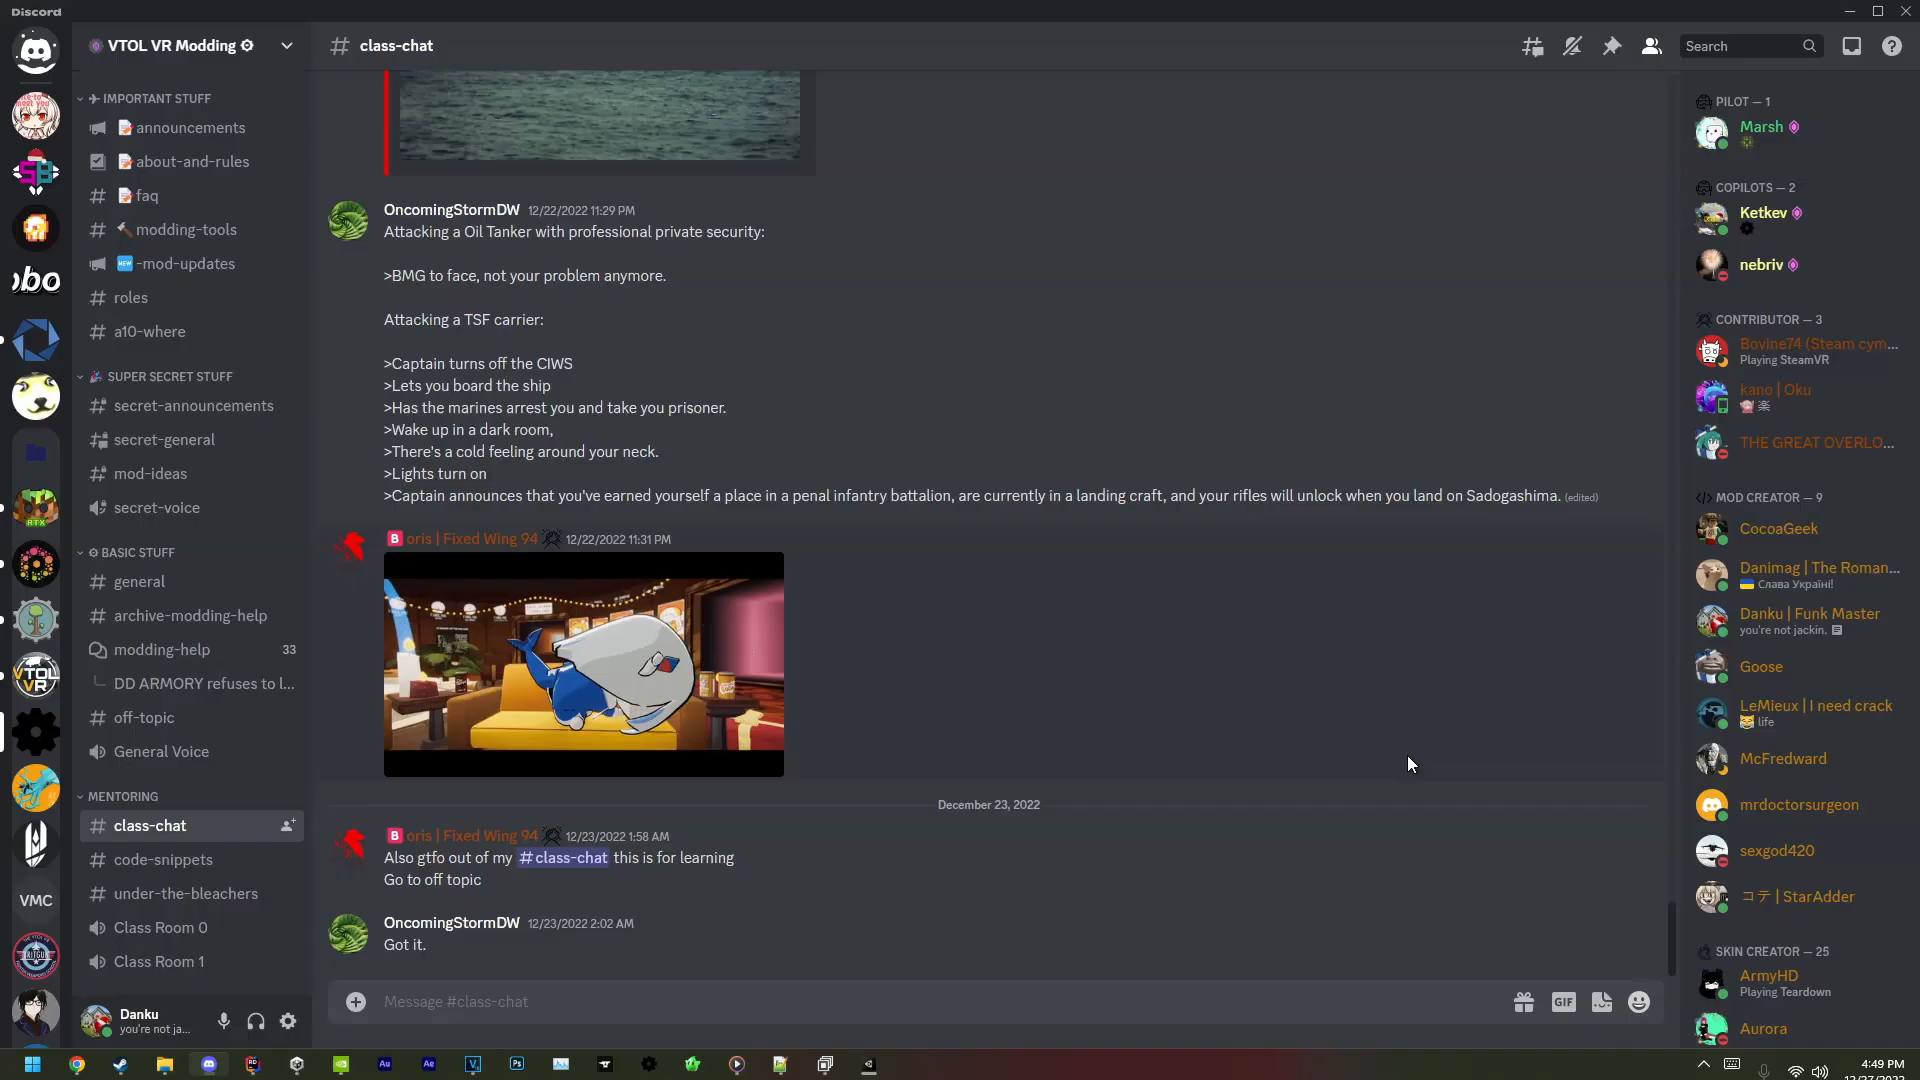 Discord
VTOL VR Modding
IMPORTANT STUFF
announcements
about-and-rules
faq
modding-tools
-mod-updates
roles
a10-where
SUPER SECRET STUFF
secret-announcements
secret-general
mod-ideas
secret-voice
BASIC STUFF
general
archive-modding-help
modding-help 33
DD ARMORY refuses to l...
off-topic
General Voice
MENTORING
class-chat
code-snippets
under-the-bleachers
Class Room 0
Class Room 1
Danku
you're not ja...
VMC
class-chat
Search
OncomingStormDW 12/22/2022 11:29 PM
Attacking a Oil Tanker with professional private security:
>BMG to face, not your problem anymore.
Attacking a TSF carrier:
>Captain turns off the CIWS
>Lets you board the ship
>Has the marines arrest you and take you prisoner.
>Wake up in a dark room,
>There's a cold feeling around your neck.
>Lights turn on
>Captain announces that you've earned yourself a place in a penal infantry battalion, are currently in a landing craft, and your rifles will unlock when you land on Sadogashima. (edited)
B oris | Fixed Wing 94 12/22/2022 11:31 PM
December 23, 2022
B oris | Fixed Wing 94 12/23/2022 1:58 AM
Also gtfo out of my #class-chat this is for learning
Go to off topic
OncomingStormDW 12/23/2022 2:02 AM
Got it.
Message #class-chat
GIF
PILOT — 1
Marsh
COPILOTS — 2
Ketkev
nebriv
CONTRIBUTOR — 3
Bovine74 (Steam cym...
Playing SteamVR
kano | Oku
楽
THE GREAT OVERLO...
MOD CREATOR — 9
CocoaGeek
Danimag | The Roman...
Слава Україні!
Danku | Funk Master
you're not jackin.
Goose
LeMieux | I need crack
life
McFredward
mrdoctorsurgeon
sexgod420
コテ | StarAdder
SKIN CREATOR — 25
ArmyHD
Playing Teardown
Aurora
4:49 PM